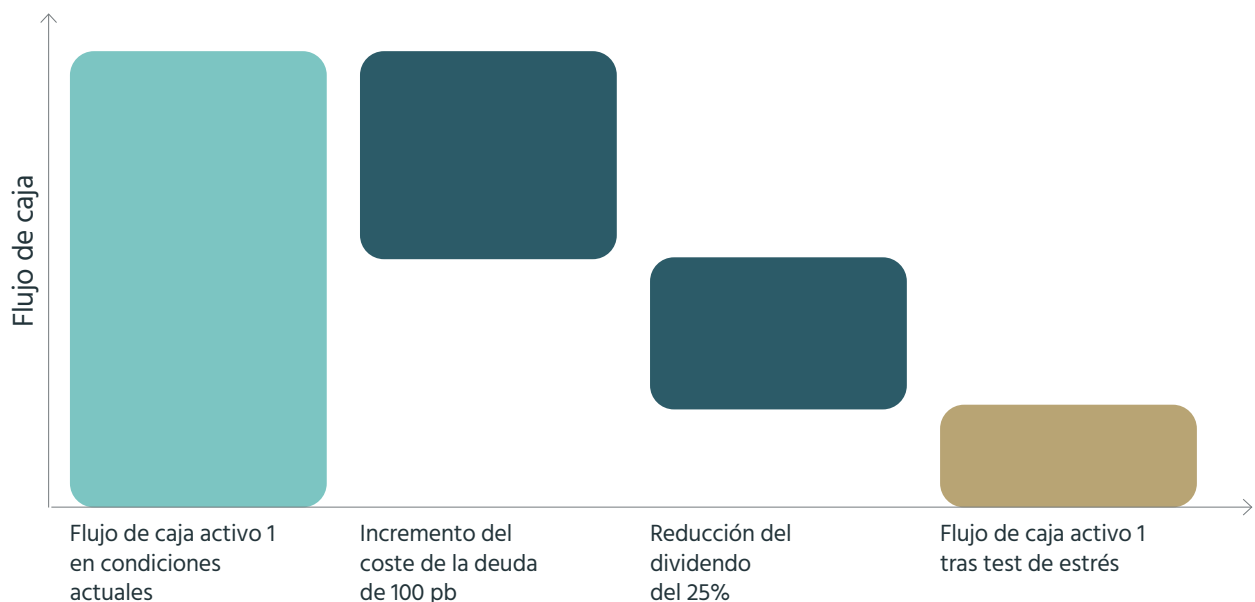 Flujo de caja
Flujo de caja activo 1
en condiciones
actuales
Incremento del
coste de la deuda
de 100 pb
Reducción del
dividendo
del 25%
Flujo de caja activo 1
tras test de estrés